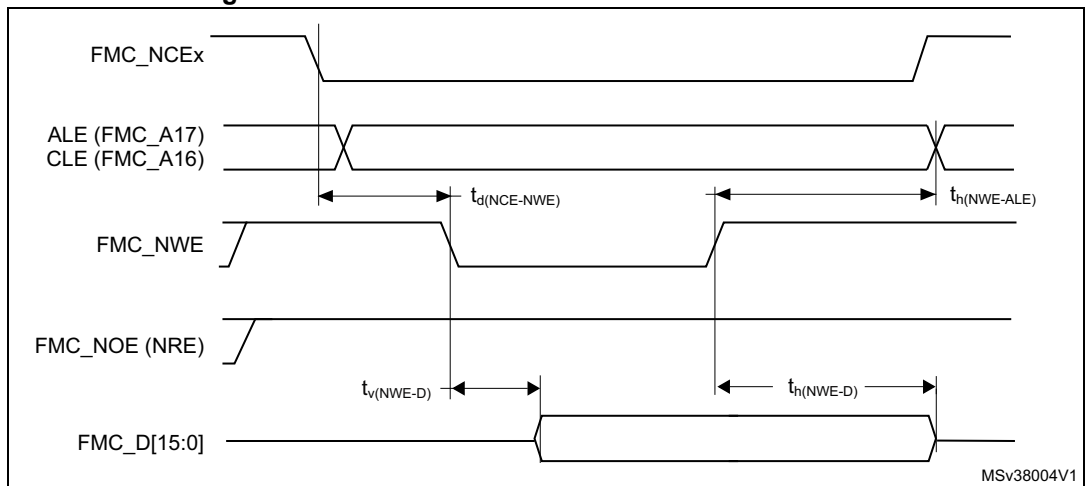 FMC_NCEx
ALE (FMC_A17)
CLE (FMC_A16)
td(NCE-NWE)
th(NWE-ALE)
FMC_NWE
FMC_NOE (NRE)
tv(NWE-D)
th(NWE-D)
FMC_D[15:0]
MSv38004V1